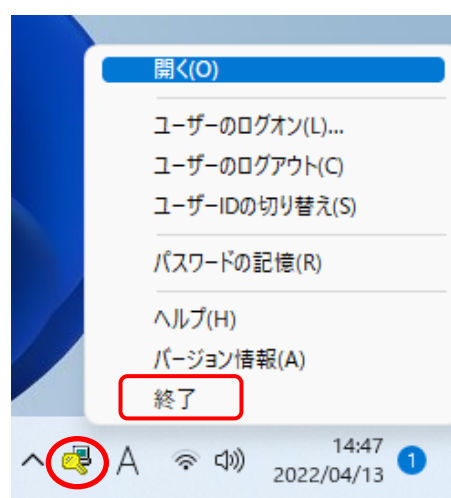 開く(O)
ユーザーのログオン(L)...
ユーザーのログアウト(C)
ユーザーIDの切り替え(S)
パスワードの記憶(R)
ヘルプ(H)
バージョン情報(A)
終了
A
14:47
2022/04/13
1